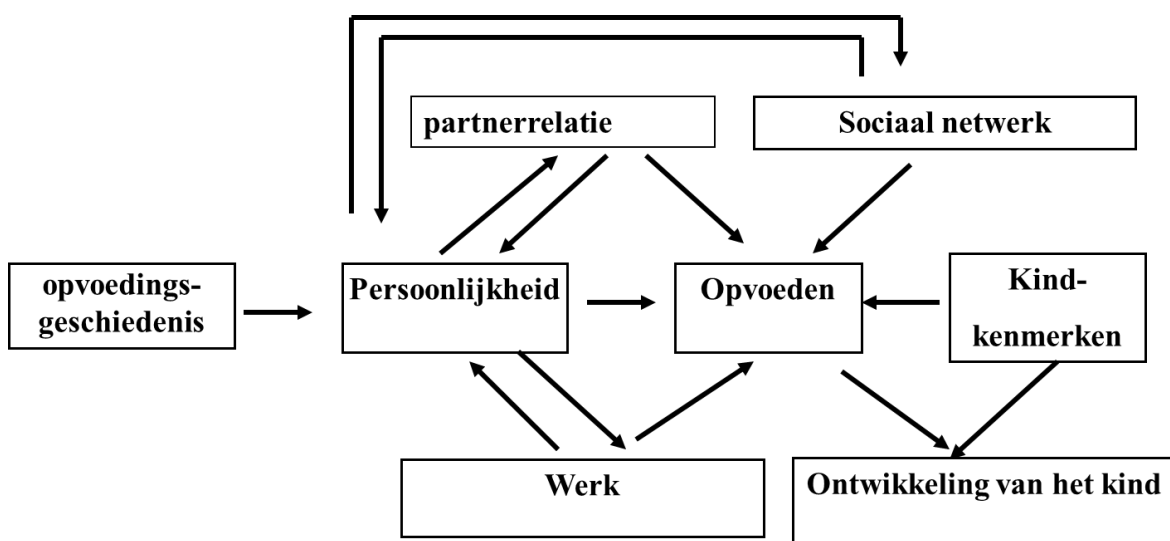 partnerrelatie
Sociaal netwerk
opvoedings-
geschiedenis
Persoonlijkheid
Opvoeden
Kind-
kenmerken
Werk
Ontwikkeling van het kind